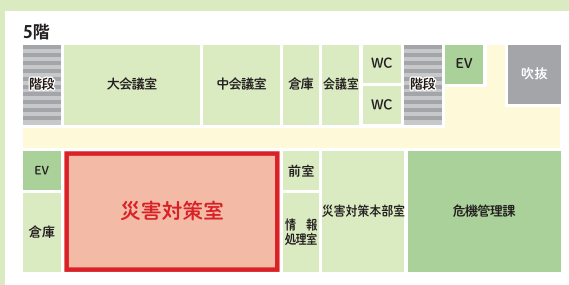 5階
階段
大会議室
中会議室
倉庫
会議室
WC
WC
階段
EV
吹抜
EV
倉庫
災害対策室
前室
情　報
処理室
災害対策本部室
危機管理課